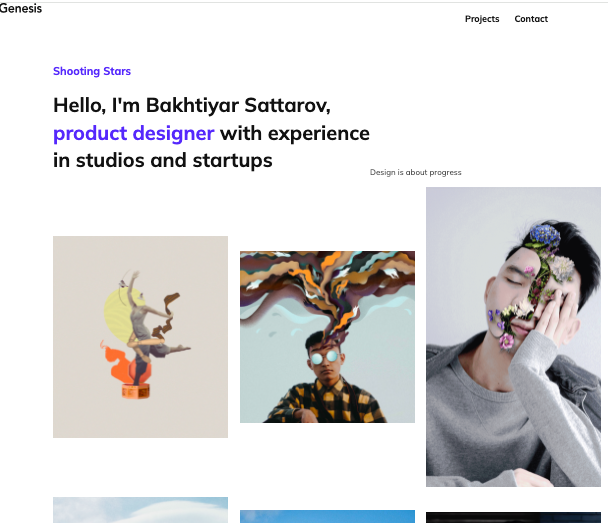 Genesis
Projects Contact
Shooting Stars
Hello, I'm Bakhtiyar Sattarov,
product designer with experience
in studios and startups
Design is about progress